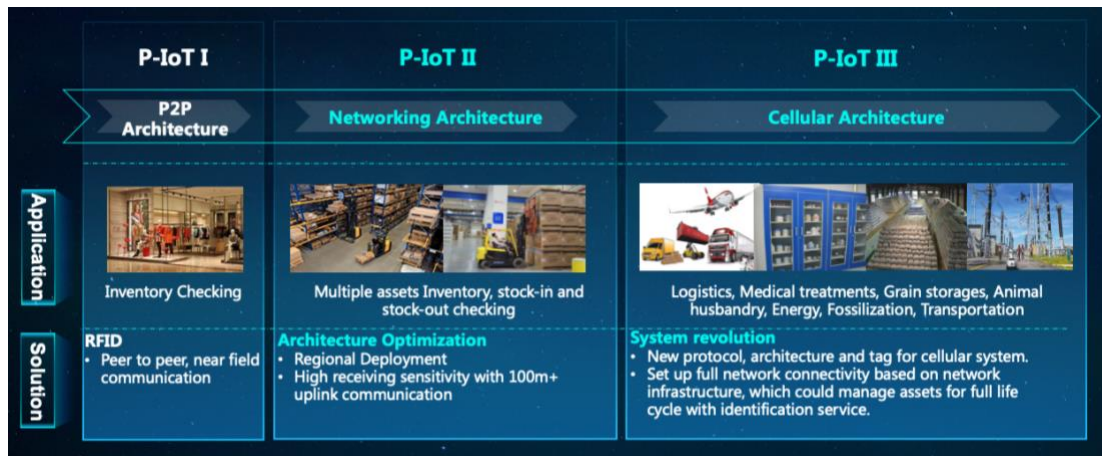 P-IoT I
P-IoT II
P-IoT III
P2P
Architecture
Networking Architecture
Cellular Architecture
Application
Inventory Checking
Multiple assets Inventory, stock-in and
stock-out checking
Logistics, Medical treatments, Grain storages, Animal
husbandry, Energy, Fossilization, Transportation
Solution
RFID
• Peer to peer, near field
communication
Architecture Optimization
• Regional Deployment
• High receiving sensitivity with 100m+
uplink communication
System revolution
• New protocol, architecture and tag for cellular system.
• Set up full network connectivity based on network
infrastructure, which could manage assets for full life
cycle with identification service.